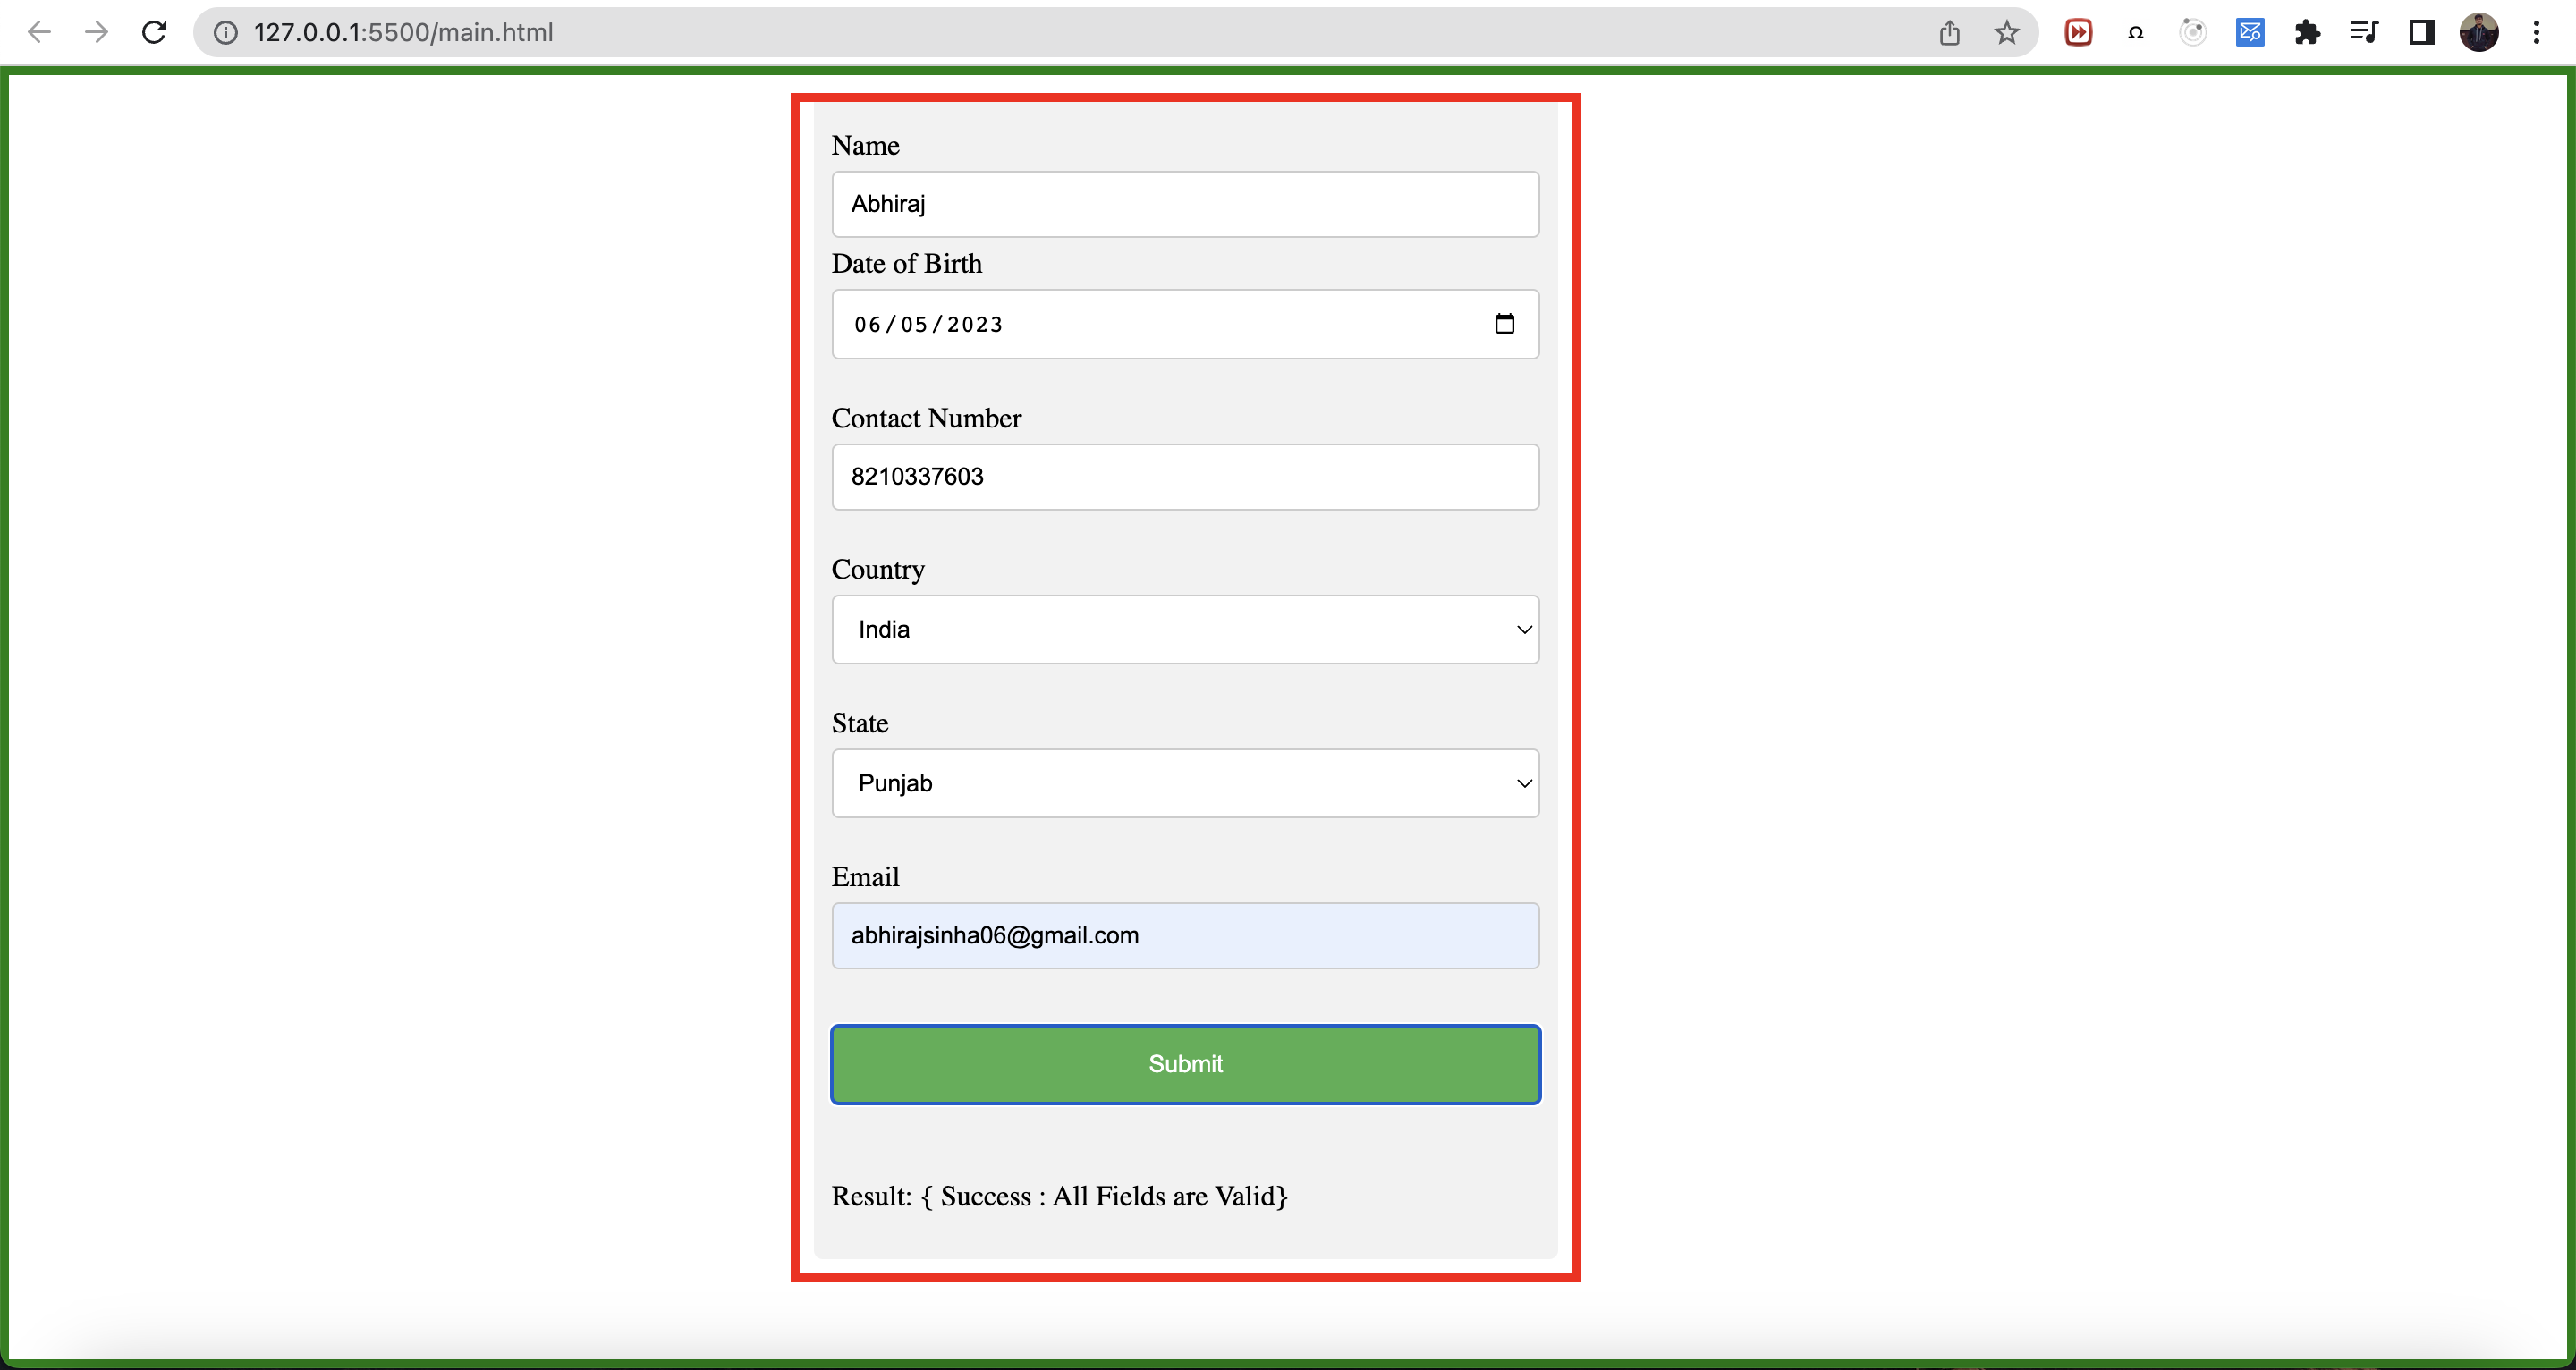 127.0.0.1:5500/main.html
Name
Abhiraj
Date of Birth
06/05/2023
Contact Number
8210337603
Country
India
State
Punjab
Email
abhirajsinha06@gmail.com
Submit
Result: { Success : All Fields are Valid}